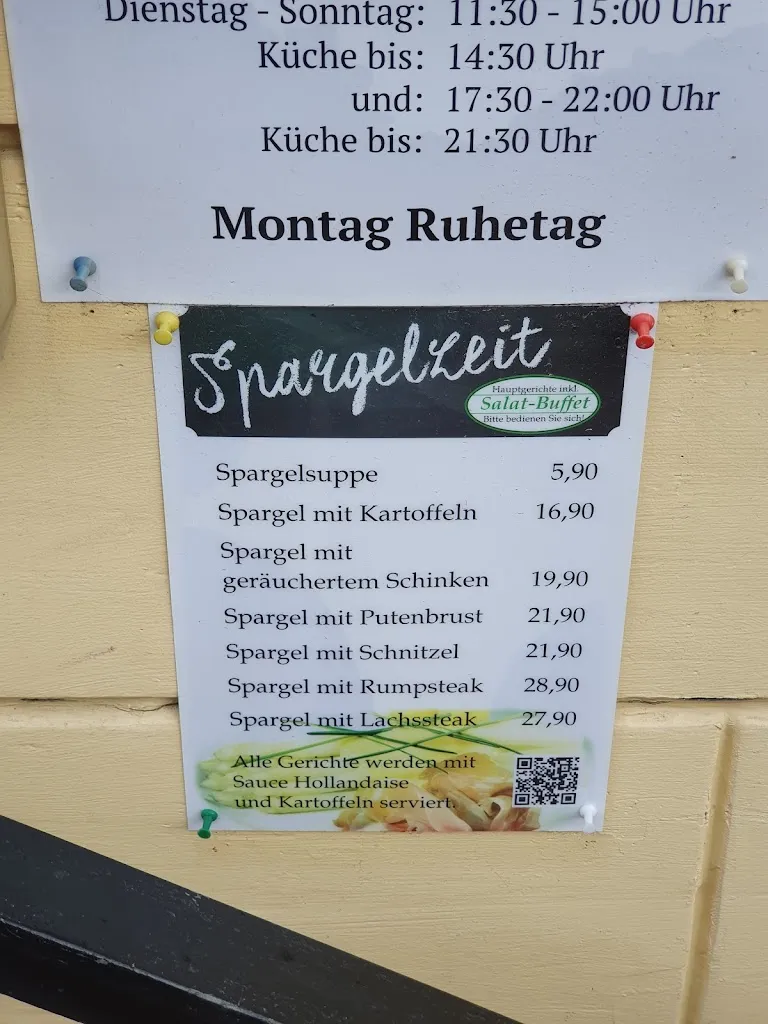 Dienstag - Sonntag: 11:30 - 15:00 Uhr
Küche bis: 14:30 Uhr
und: 17:30 - 22:00 Uhr
Küche bis: 21:30 Uhr
Montag Ruhetag
Spargelzeit
Hauptgerichte inkl.
Salat-Buffet
Bitte bedienen Sie sich!
Spargelsuppe 5,90
Spargel mit Kartoffeln 16,90
Spargel mit
geräuchertem Schinken 19,90
Spargel mit Putenbrust 21,90
Spargel mit Schnitzel 21,90
Spargel mit Rumpsteak 28,90
Spargel mit Lachssteak 27,90
Alle Gerichte werden mit
Sauce Hollandaise
und Kartoffeln serviert.